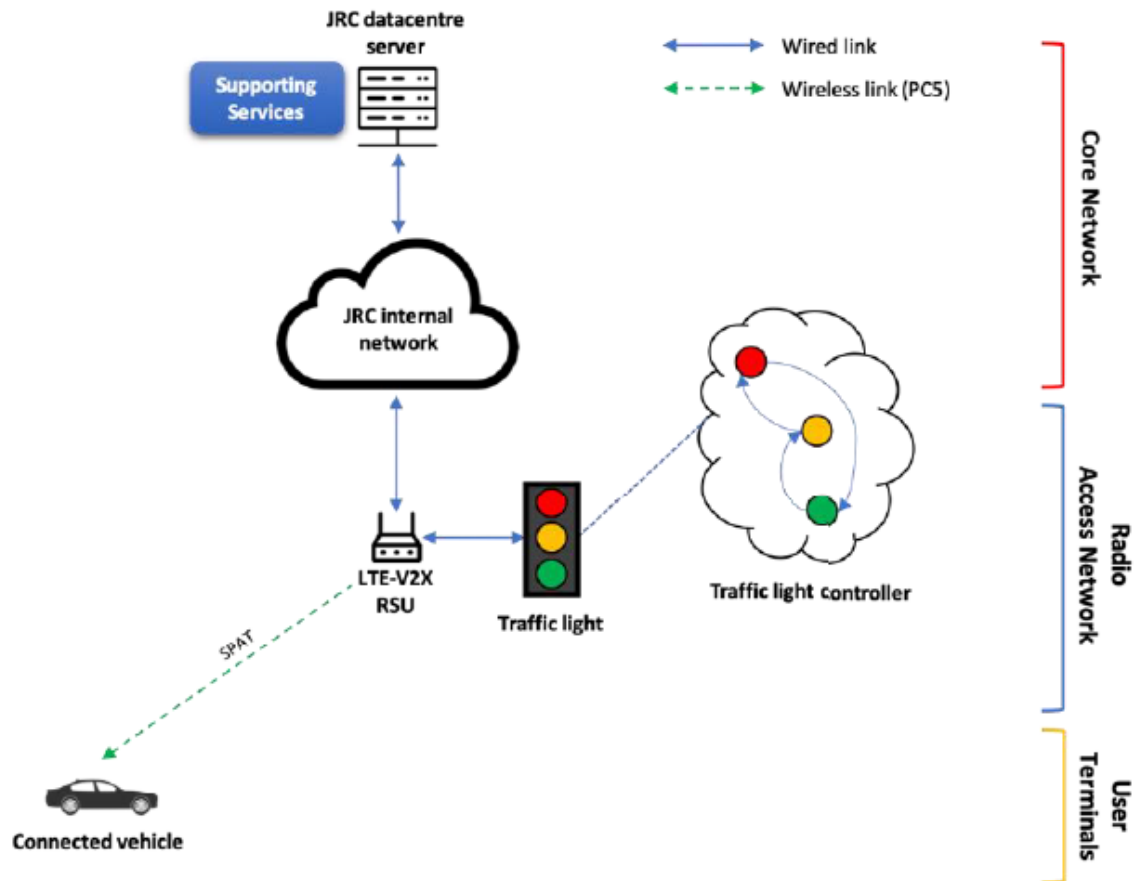 JRC datacentre
server
Supporting
Services
Wired link
Wireless link (PC5)
Core Network
JRC internal
network
LTE-V2X
RSU
Traffic light
Traffic light controller
Radio
Access Network
SPAT
Connected vehicle
User
Terminals